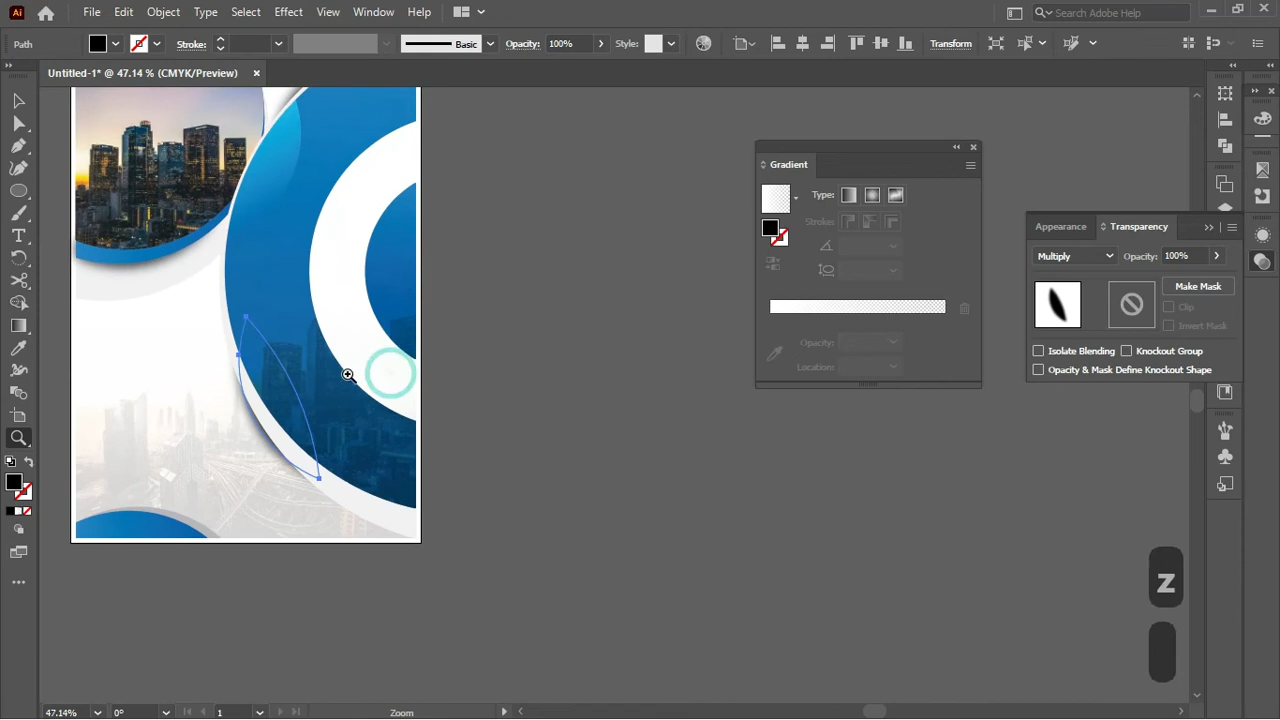 Ai File Edit Object Type Select Effect View Window Help Search Adobe Help
Path Stroke: Basic Opacity: 100% Style: Transform
Untitled-1* @ 47.14 % (CMYK/Preview)
Gradient
Type:
Stroke:
Opacity:
Location:
Appearance Transparency
Multiply Opacity: 100%
Make Mask
Clip
Invert Mask
Isolate Blending Knockout Group
Opacity & Mask Define Knockout Shape
z
47.14% 0° 1 Zoom